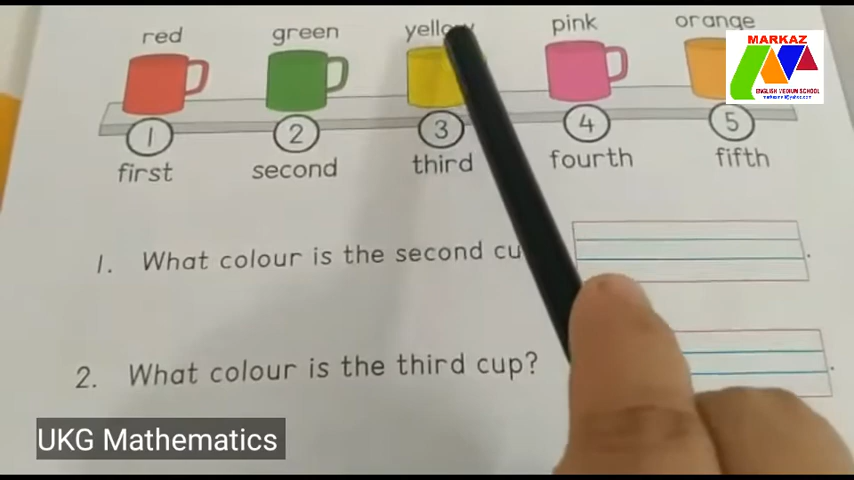 red green yellow pink orange
MARKAZ
ENGLISH MEDIUM SCHOOL
1 2 3 4 5
first second third fourth fifth
1. What colour is the second cu
2. What colour is the third cup?
UKG Mathematics